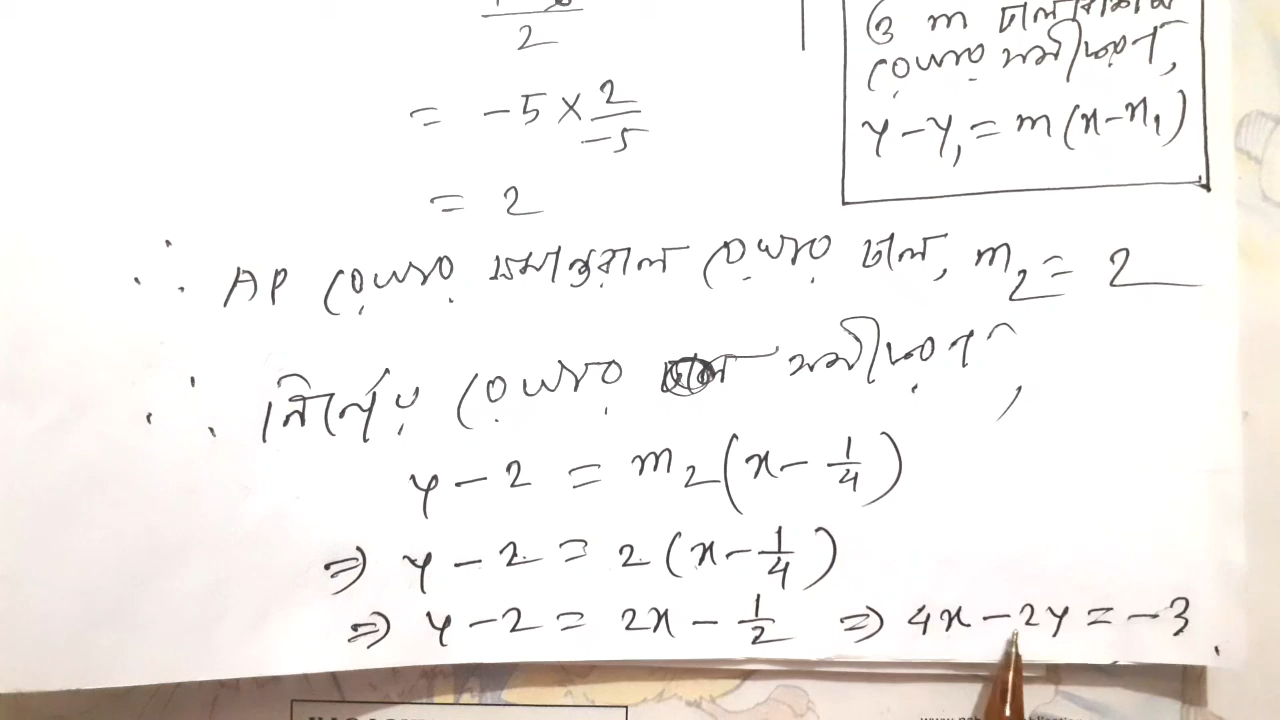 2
= -5 × 2/-5
= 2
ও m ঢাল
রেখার সমীকরণ,
y - y₁ = m(x - x₁)
∴ AP রেখার সমান্তরাল রেখার ঢাল, m₂ = 2
∴ নির্ণেয় রেখার সমীকরণ,
y - 2 = m₂(x - 1/4)
⇒ y - 2 = 2(x - 1/4)
⇒ y - 2 = 2x - 1/2 ⇒ 4x - 2y = -3